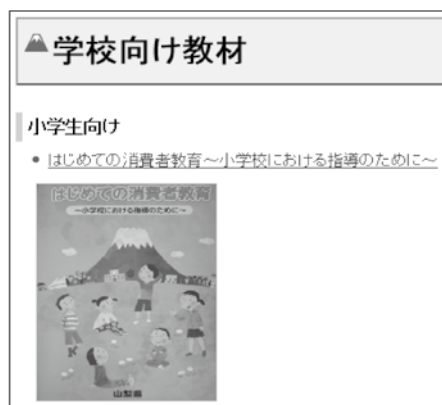 学校向け教材
小学生向け
はじめての消費者教育～小学校における指導のために～
はじめての消費者教育
～小学校における指導のために～
山梨県